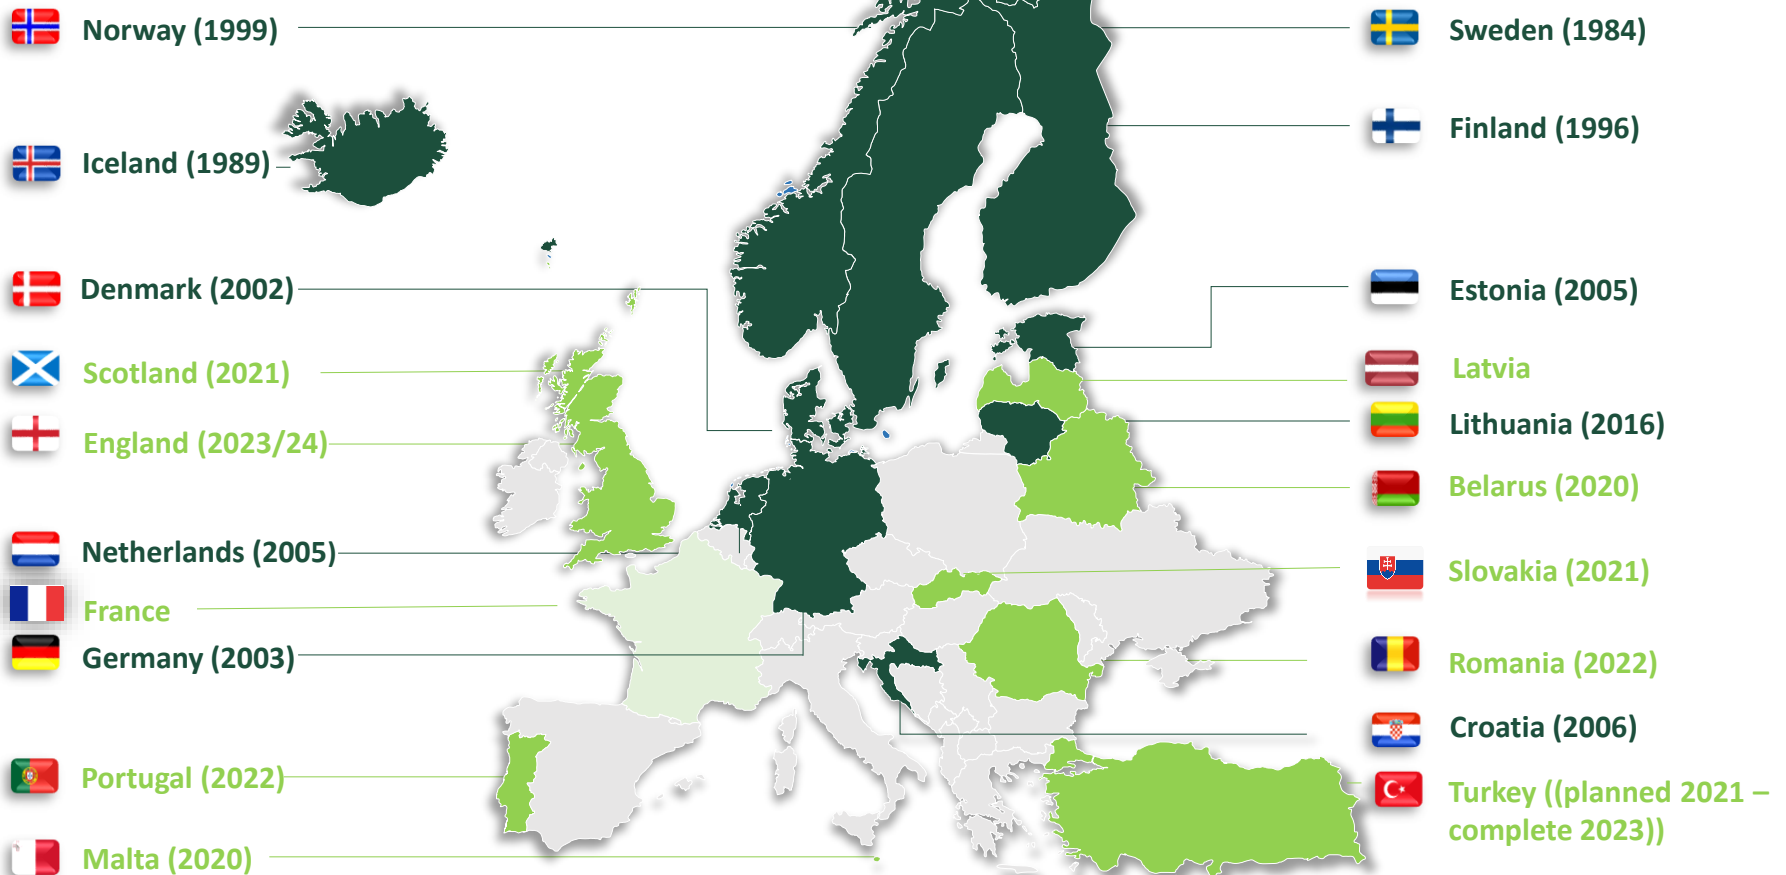 Norway (1999)
Iceland (1989)
Denmark (2002)
Scotland (2021)
England (2023/24)
Netherlands (2005)
France
Germany (2003)
Portugal (2022)
Malta (2020)
Sweden (1984)
Finland (1996)
Estonia (2005)
Latvia
Lithuania (2016)
Belarus (2020)
Slovakia (2021)
Romania (2022)
Croatia (2006)
Turkey ((planned 2021 –
complete 2023))